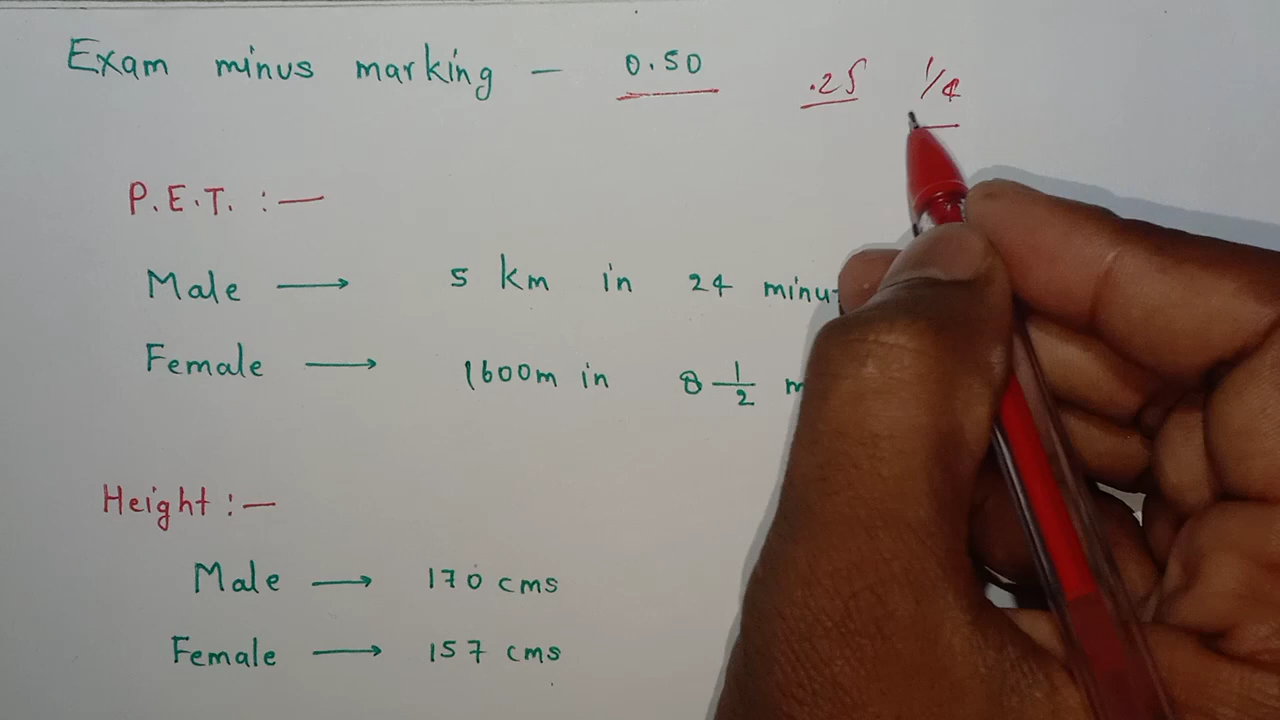 Exam minus marking — 0.50 .25 1/4
P.E.T. :—
Male → 5 km in 24
Female → 1600m in 8 1/2
Height :—
Male → 170 cms
Female → 157 cms